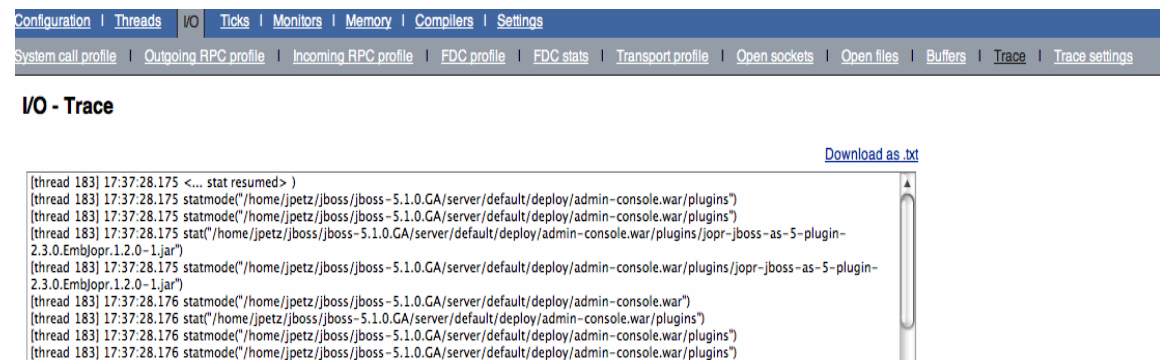 Configuration | Threads | I/O | Ticks | Monitors | Memory | Compilers | Settings
System call profile | Outgoing RPC profile | Incoming RPC profile | FDC profile | FDC stats | Transport profile | Open sockets | Open files | Buffers | Trace | Trace settings
I/O - Trace
Download as .txt
[thread 183] 17:37:28.175 <... stat resumed> )
[thread 183] 17:37:28.175 statmode("/home/jpetz/jboss/jboss-5.1.0.GA/server/default/deploy/admin-console.war/plugins")
[thread 183] 17:37:28.175 statmode("/home/jpetz/jboss/jboss-5.1.0.GA/server/default/deploy/admin-console.war/plugins")
[thread 183] 17:37:28.175 stat("/home/jpetz/jboss/jboss-5.1.0.GA/server/default/deploy/admin-console.war/plugins/jopr-jboss-as-5-plugin-
2.3.0.EmbJopr.1.2.0-1.jar")
[thread 183] 17:37:28.175 statmode("/home/jpetz/jboss/jboss-5.1.0.GA/server/default/deploy/admin-console.war/plugins/jopr-jboss-as-5-plugin-
2.3.0.EmbJopr.1.2.0-1.jar")
[thread 183] 17:37:28.176 statmode("/home/jpetz/jboss/jboss-5.1.0.GA/server/default/deploy/admin-console.war")
[thread 183] 17:37:28.176 stat("/home/jpetz/jboss/jboss-5.1.0.GA/server/default/deploy/admin-console.war/plugins")
[thread 183] 17:37:28.176 statmode("/home/jpetz/jboss/jboss-5.1.0.GA/server/default/deploy/admin-console.war/plugins")
[thread 183] 17:37:28.176 statmode("/home/jpetz/jboss/jboss-5.1.0.GA/server/default/deploy/admin-console.war/plugins")